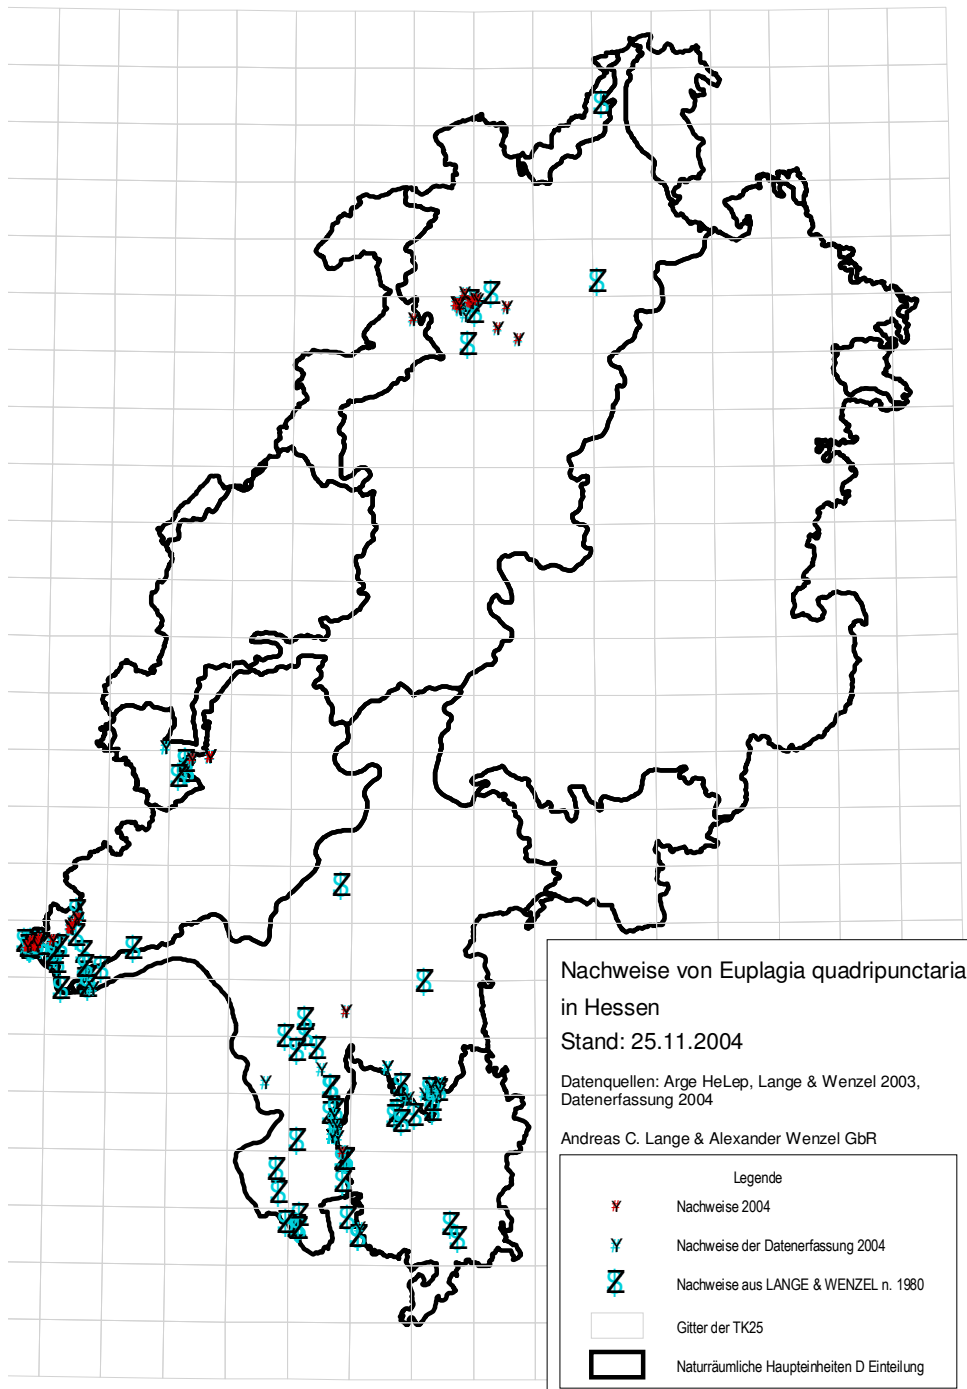 Nachweise von Euplagia quadripunctaria
in Hessen
Stand: 25.11.2004
Datenquellen: Arge HeLep, Lange & Wenzel 2003,
Datenerfassung 2004
Andreas C. Lange & Alexander Wenzel GbR
Legende
Nachweise 2004
Nachweise der Datenerfassung 2004
Nachweise aus LANGE & WENZEL n. 1980
Gitter der TK25
Naturräumliche Haupteinheiten D Einteilung